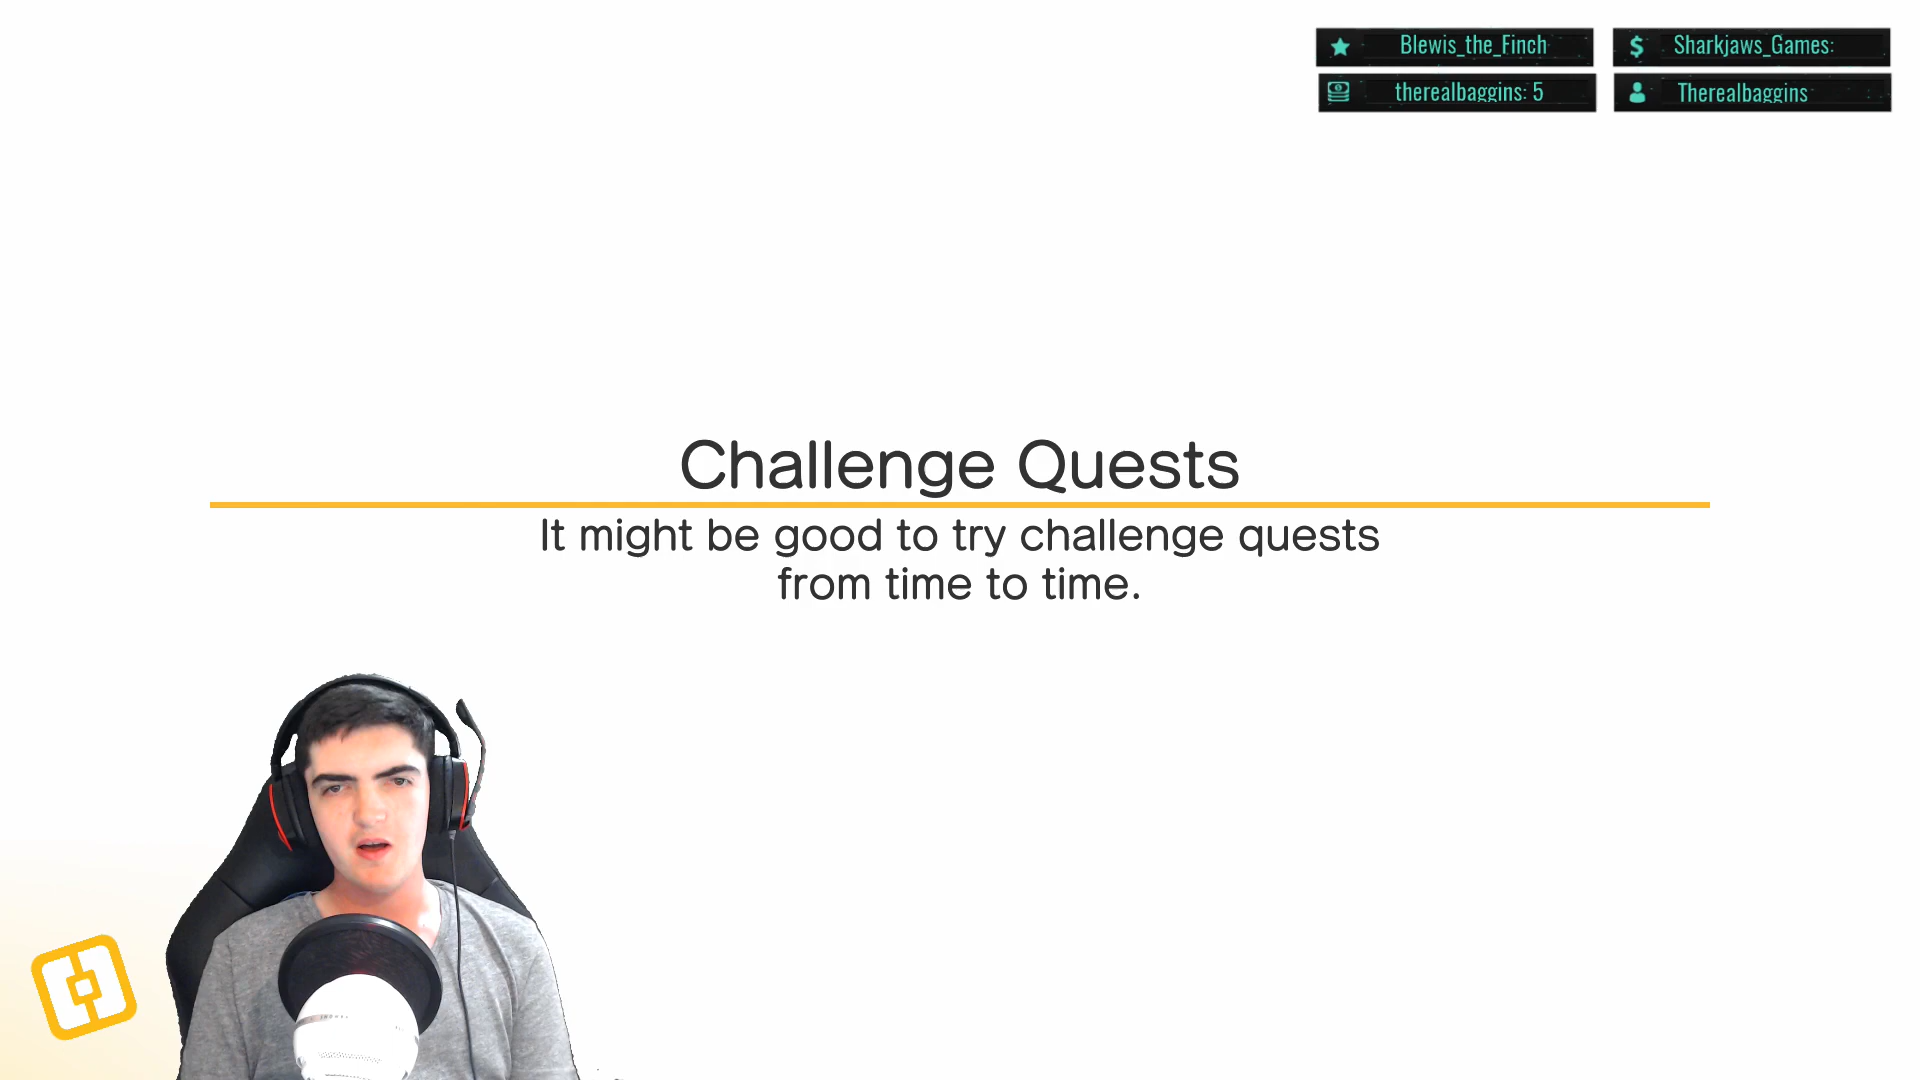 Blewis_the_Finch
Sharkjaws_Games:
therealbaggins: 5
Therealbaggins
Challenge Quests
It might be good to try challenge quests
from time to time.